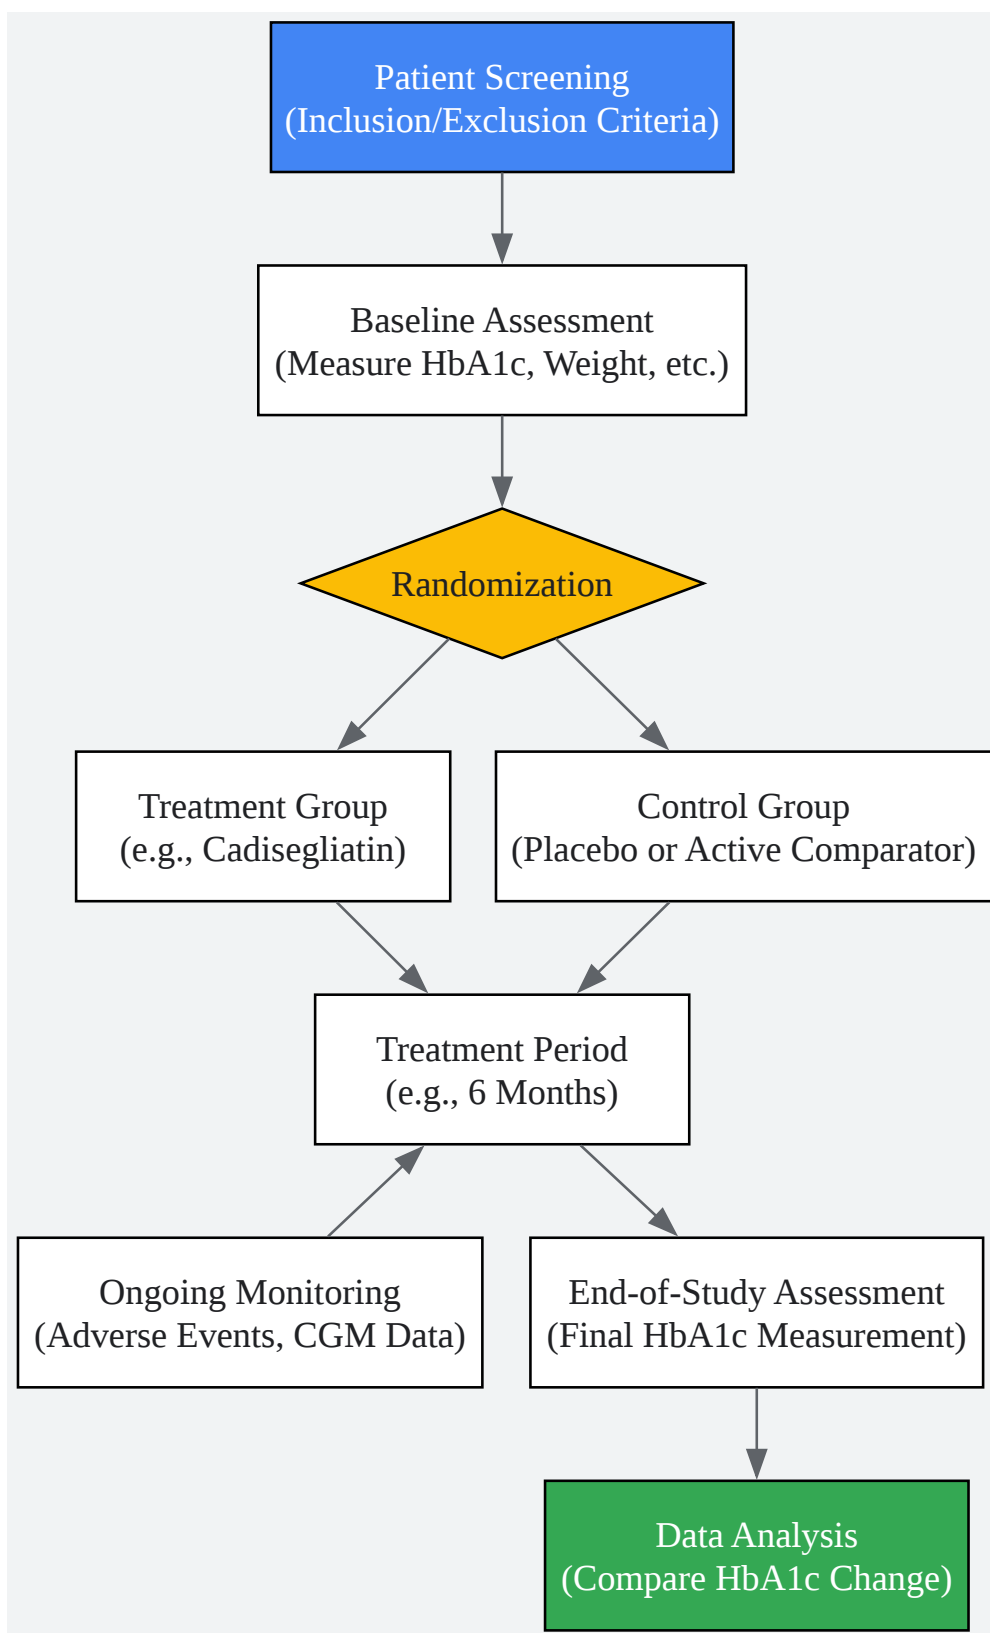 Patient Screening
(Inclusion/Exclusion Criteria)
Baseline Assessment
(Measure HbA1c, Weight, etc.)
Randomization
Treatment Group
(e.g., Cadisegliatin)
Control Group
(Placebo or Active Comparator)
Treatment Period
(e.g., 6 Months)
Ongoing Monitoring
(Adverse Events, CGM Data)
End-of-Study Assessment
(Final HbA1c Measurement)
Data Analysis
(Compare HbA1c Change)